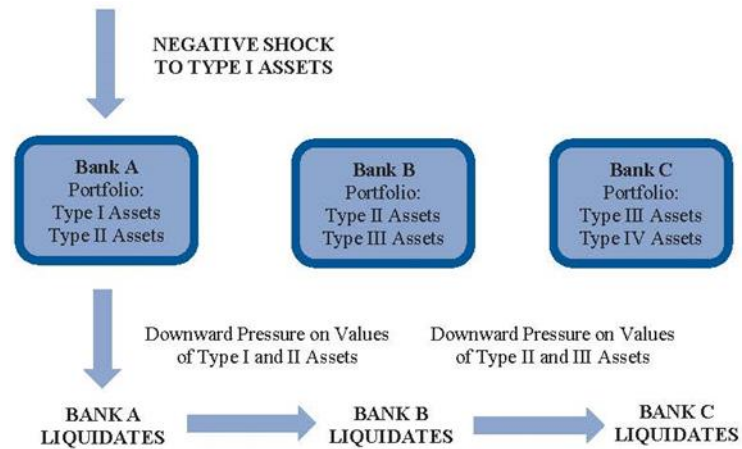 NEGATIVE SHOCK
TO TYPE I ASSETS
Bank A
Portfolio:
Type I Assets
Type II Assets
Bank B
Portfolio:
Type II Assets
Type III Assets
Bank C
Portfolio:
Type III Assets
Type IV Assets
Downward Pressure on Values
of Type I and II Assets
Downward Pressure on Values
of Type II and III Assets
BANK A
LIQUIDATES
BANK B
LIQUIDATES
BANK C
LIQUIDATES